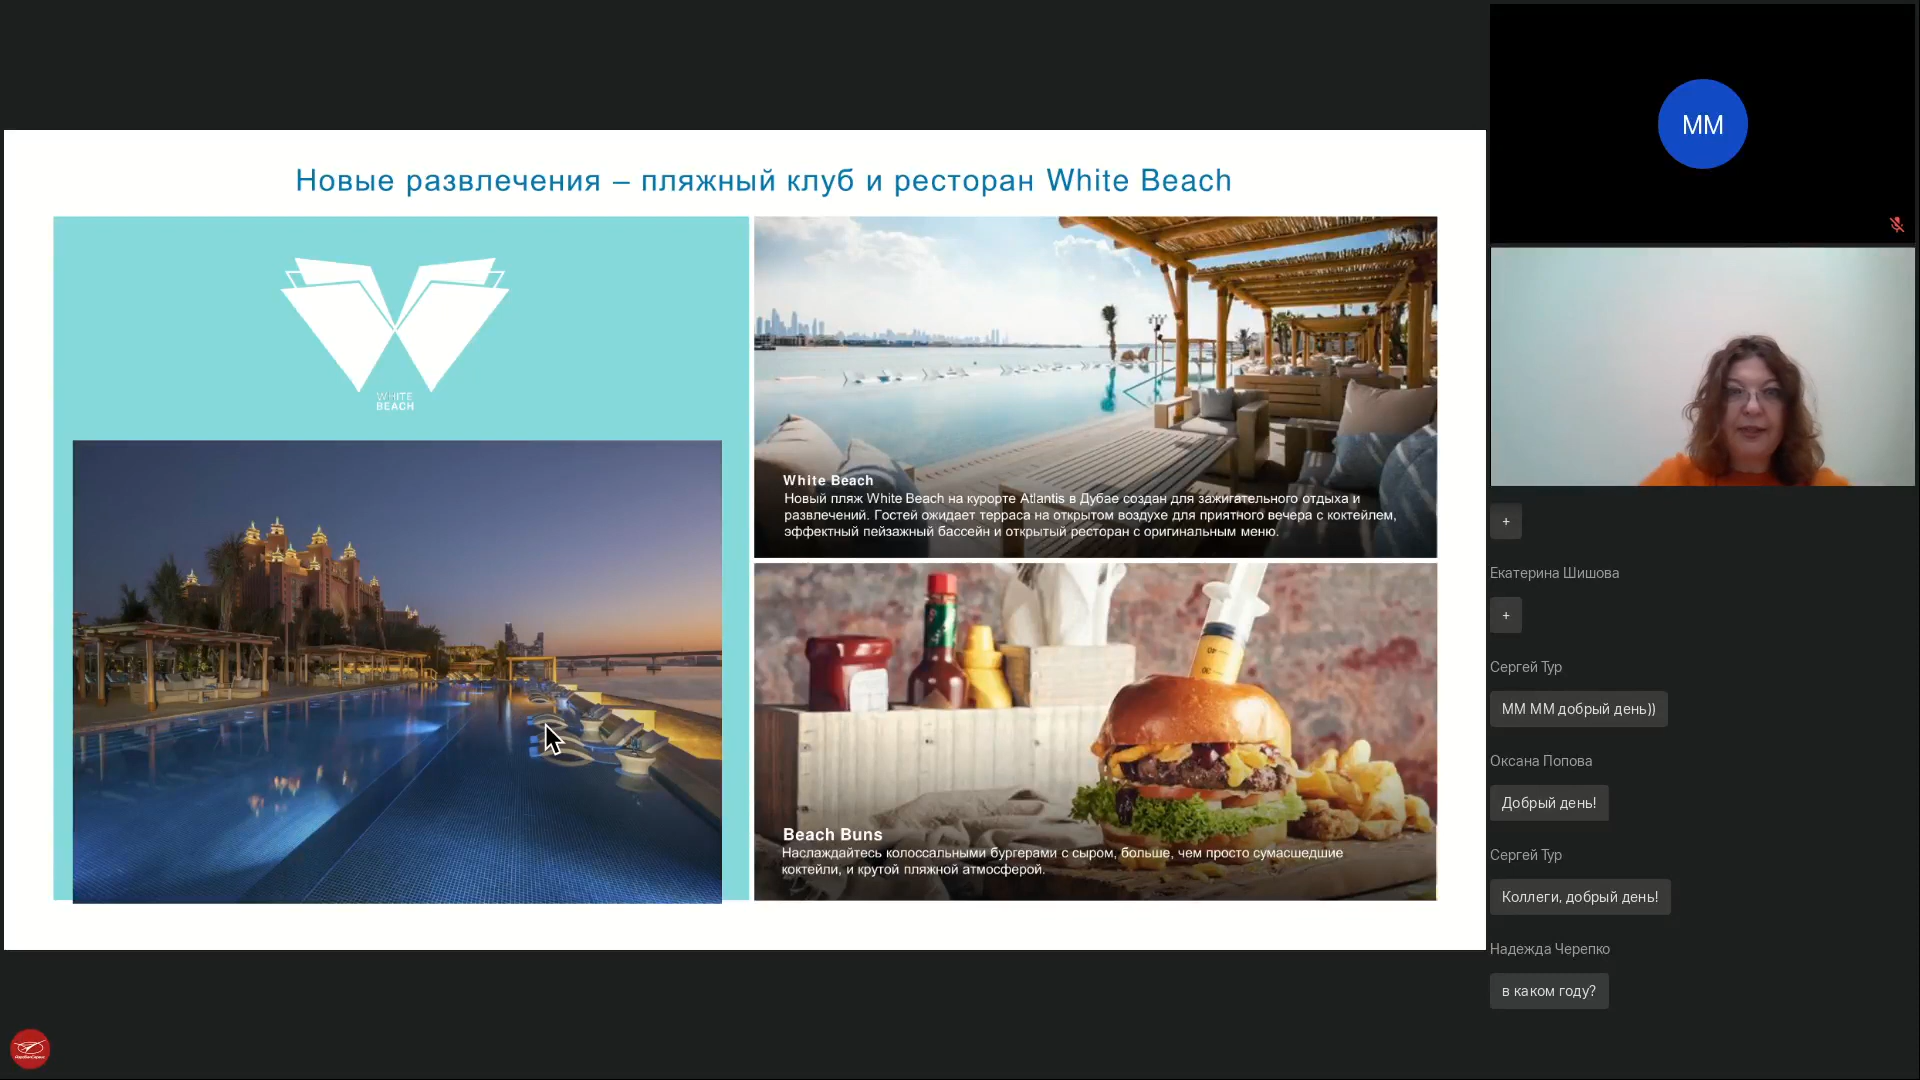 Новые развлечения – пляжный клуб и ресторан White Beach
WHITE
BEACH
White Beach
Новый пляж White Beach на курорте Atlantis в Дубае создан для зажигательного отдыха и
развлечений. Гостей ожидает терраса на открытом воздухе для приятного вечера с коктейлем,
эффектный пейзажный бассейн и открытый ресторан с оригинальным меню.
Beach Buns
Наслаждайтесь колоссальными бургерами с сыром, больше, чем просто сумасшедшие
коктейли, и крутой пляжной атмосферой.
MM
+
Екатерина Шишова
+
Сергей Тур
ММ ММ добрый день))
Оксана Попова
Добрый день!
Сергей Тур
Коллеги, добрый день!
Надежда Черепко
в каком году?